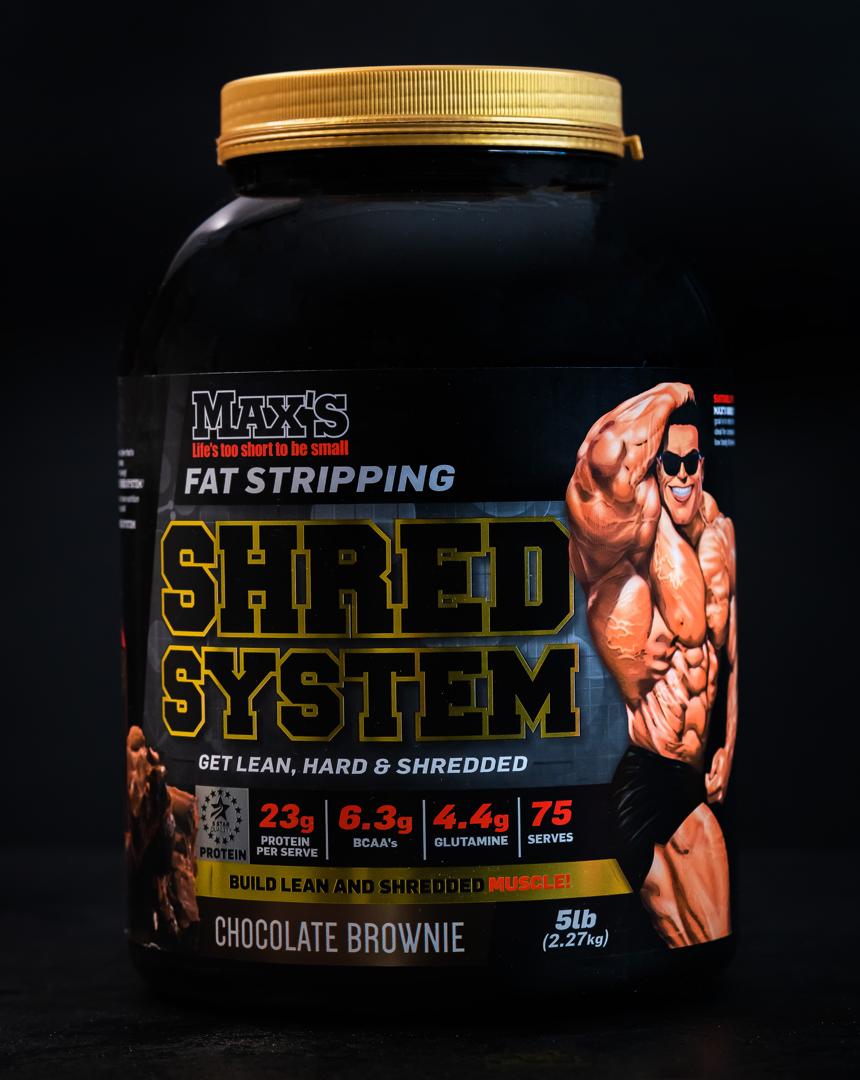 MAX'S
Life's too short to be small
FAT STRIPPING
SHRED
SYSTEM
GET LEAN, HARD & SHREDDED
PROTEIN
23g
PROTEIN
PER SERVE
6.3g
BCAA's
4.4g
GLUTAMINE
75
SERVES
BUILD LEAN AND SHREDDED MUSCLE!
CHOCOLATE BROWNIE
5lb
(2.27kg)